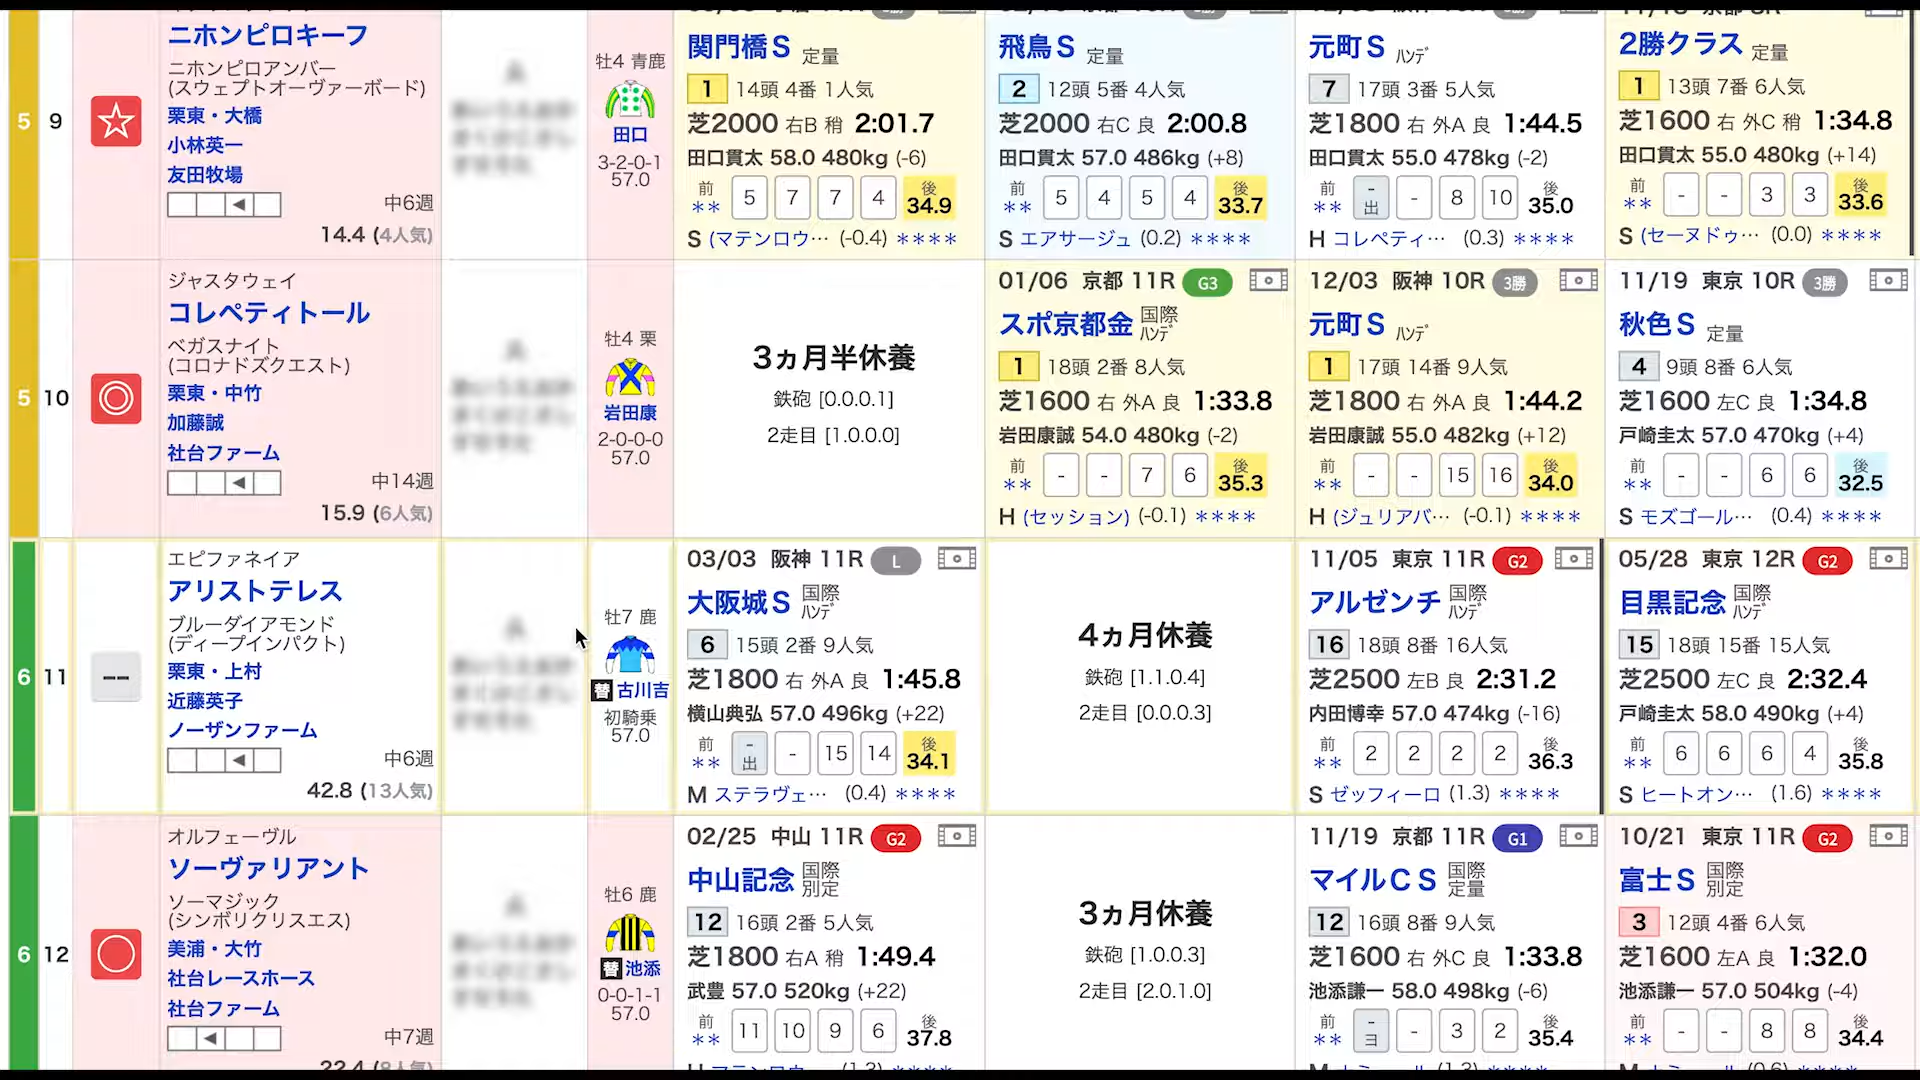 5
9
ニホンピロキーフ
ニホンピロアンバー
(スウェプトオーヴァーボード)
栗東・大橋
小林英一
友田牧場
中6週
14.4 (4人気)
牡4 青鹿
田口
3-2-0-1
57.0
関門橋S 定量
1 14頭 4番 1人気
芝2000 右B 稍 2:01.7
田口貫太 58.0 480kg (-6)
前 ** 5 7 7 4 後 34.9
S (マテンロウ… (-0.4) ****
飛鳥S 定量
2 12頭 5番 4人気
芝2000 右C 良 2:00.8
田口貫太 57.0 486kg (+8)
前 ** 5 4 5 4 後 33.7
S エアサージュ (0.2) ****
元町S ハンデ
7 17頭 3番 5人気
芝1800 右 外A 良 1:44.5
田口貫太 55.0 478kg (-2)
前 ** -出 - 8 10 後 35.0
H コレペティ… (0.3) ****
2勝クラス 定量
1 13頭 7番 6人気
芝1600 右 外C 稍 1:34.8
田口貫太 55.0 480kg (+14)
前 ** - - 3 3 後 33.6
S (セーヌドゥ… (0.0) ****
5
10
ジャスタウェイ
コレペティトール
ベガスナイト
(コロナドズクエスト)
栗東・中竹
加藤誠
社台ファーム
中14週
15.9 (6人気)
牡4 栗
岩田康
2-0-0-0
57.0
3ヵ月半休養
鉄砲 [0.0.0.1]
2走目 [1.0.0.0]
01/06 京都 11R G3
スポ京都金 国際 ハンデ
1 18頭 2番 8人気
芝1600 右 外A 良 1:33.8
岩田康誠 54.0 480kg (-2)
前 ** - - 7 6 後 35.3
H (セッション) (-0.1) ****
12/03 阪神 10R 3勝
元町S ハンデ
1 17頭 14番 9人気
芝1800 右 外A 良 1:44.2
岩田康誠 55.0 482kg (+12)
前 ** - - 15 16 後 34.0
H (ジュリアバ… (-0.1) ****
11/19 東京 10R 3勝
秋色S 定量
4 9頭 8番 6人気
芝1600 左C 良 1:34.8
戸崎圭太 57.0 470kg (+4)
前 ** - - 6 6 後 32.5
S モズゴール… (0.4) ****
6
11
--
エピファネイア
アリストテレス
ブルーダイアモンド
(ディープインパクト)
栗東・上村
近藤英子
ノーザンファーム
中6週
42.8 (13人気)
牡7 鹿
替 古川吉
初騎乗
57.0
03/03 阪神 11R L
大阪城S 国際 ハンデ
6 15頭 2番 9人気
芝1800 右 外A 良 1:45.8
横山典弘 57.0 496kg (+22)
前 ** -出 - 15 14 後 34.1
M ステラヴェ… (0.4) ****
4ヵ月休養
鉄砲 [1.1.0.4]
2走目 [0.0.0.3]
11/05 東京 11R G2
アルゼンチ 国際 ハンデ
16 18頭 8番 16人気
芝2500 左B 良 2:31.2
内田博幸 57.0 474kg (-16)
前 ** 2 2 2 2 後 36.3
S ゼッフィーロ (1.3) ****
05/28 東京 12R G2
目黒記念 国際 ハンデ
15 18頭 15番 15人気
芝2500 左C 良 2:32.4
戸崎圭太 58.0 490kg (+4)
前 ** 6 6 6 4 後 35.8
S ヒートオン… (1.6) ****
6
12
オルフェーヴル
ソーヴァリアント
ソーマジック
(シンボリクリスエス)
美浦・大竹
社台レースホース
社台ファーム
中7週
牡6 鹿
替 池添
0-0-1-1
57.0
02/25 中山 11R G2
中山記念 国際 別定
12 16頭 2番 5人気
芝1800 右A 稍 1:49.4
武豊 57.0 520kg (+22)
前 ** 11 10 9 6 後 37.8
3ヵ月休養
鉄砲 [1.0.0.3]
2走目 [2.0.1.0]
11/19 京都 11R G1
マイルCS 国際 定量
12 16頭 8番 9人気
芝1600 右 外C 良 1:33.8
池添謙一 58.0 498kg (-6)
前 ** -ヨ - 3 2 後 35.4
10/21 東京 11R G2
富士S 国際 別定
3 12頭 4番 6人気
芝1600 左A 良 1:32.0
池添謙一 57.0 504kg (-4)
前 ** - - 8 8 後 34.4